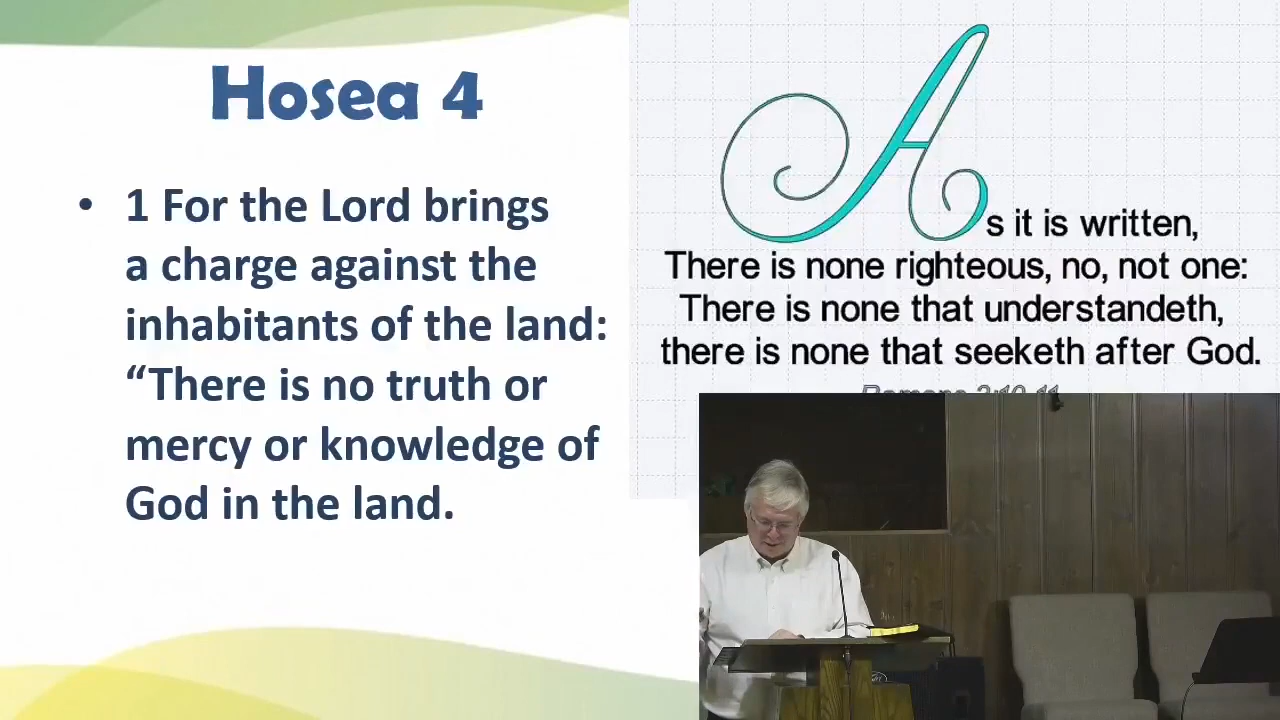 Hosea 4
• 1 For the Lord brings
a charge against the
inhabitants of the land:
“There is no truth or
mercy or knowledge of
God in the land.
As it is written,
There is none righteous, no, not one:
There is none that understandeth,
there is none that seeketh after God.